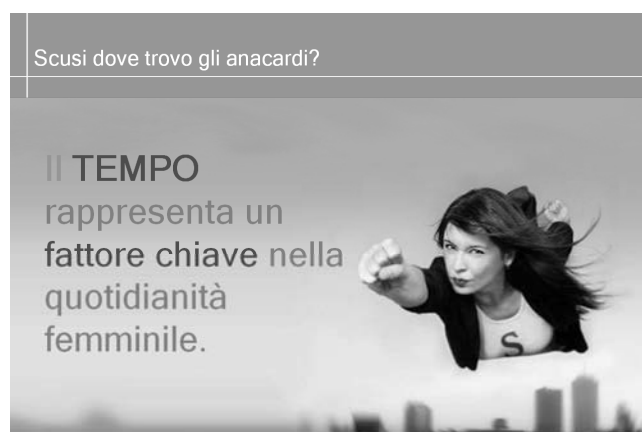 Scusi dove trovo gli anacardi?
Il TEMPO
rappresenta un
fattore chiave nella
quotidianità
femminile.
S